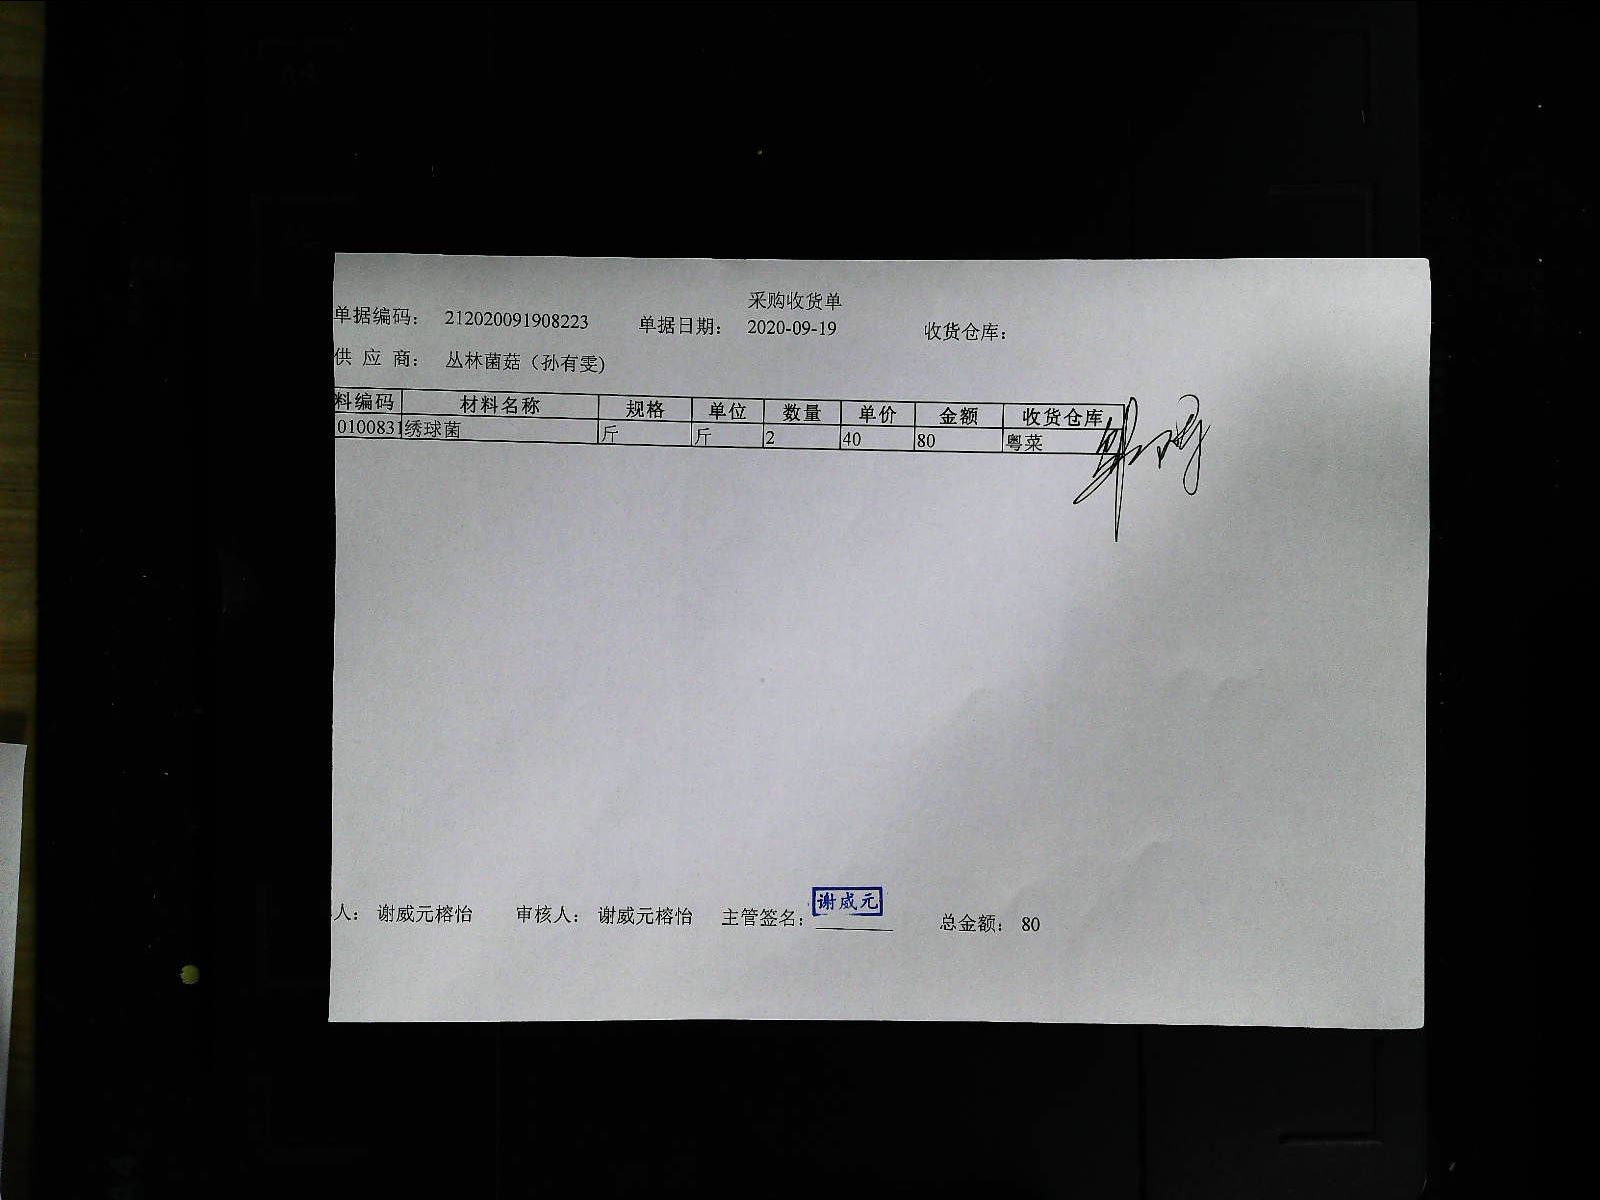 采购收货单
单据编码： 212020091908223 单据日期： 2020-09-19 收货仓库：
供 应 商： 丛林菌菇（孙有雯)
料编码 材料名称 规格 单位 数量 单价 金额 收货仓库
0100831 绣球菌 斤 斤 2 40 80 粤菜
人： 谢威元榕怡 审核人： 谢威元榕怡 主管签名： 谢威元 总金额： 80